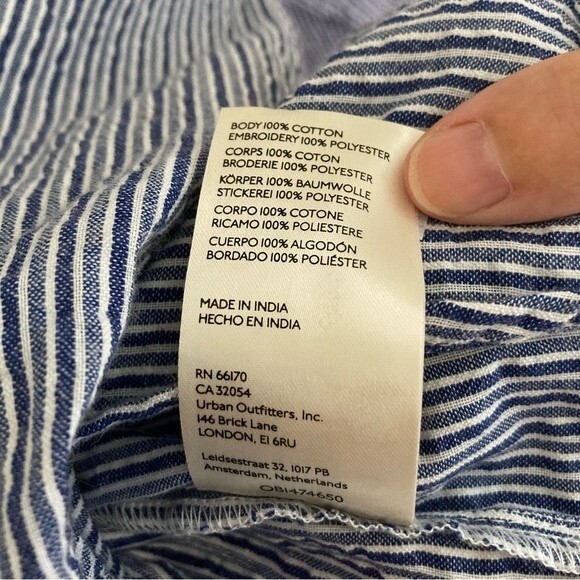 BODY 100% COTTON
EMBROIDERY 100% POLYESTER
CORPS 100% COTON
BRODERIE 100% POLYESTER
KÖRPER 100% BAUMWOLLE
STICKEREI 100% POLYESTER
CORPO 100% COTONE
RICAMO 100% POLIESTERE
CUERPO 100% ALGODÓN
BORDADO 100% POLIÉSTER
MADE IN INDIA
HECHO EN INDIA
RN 66170
CA 32054
Urban Outfitters, Inc.
146 Brick Lane
LONDON, E1 6RU
Leidsestraat 32, 1017 PB
Amsterdam, Netherlands
OB1474650